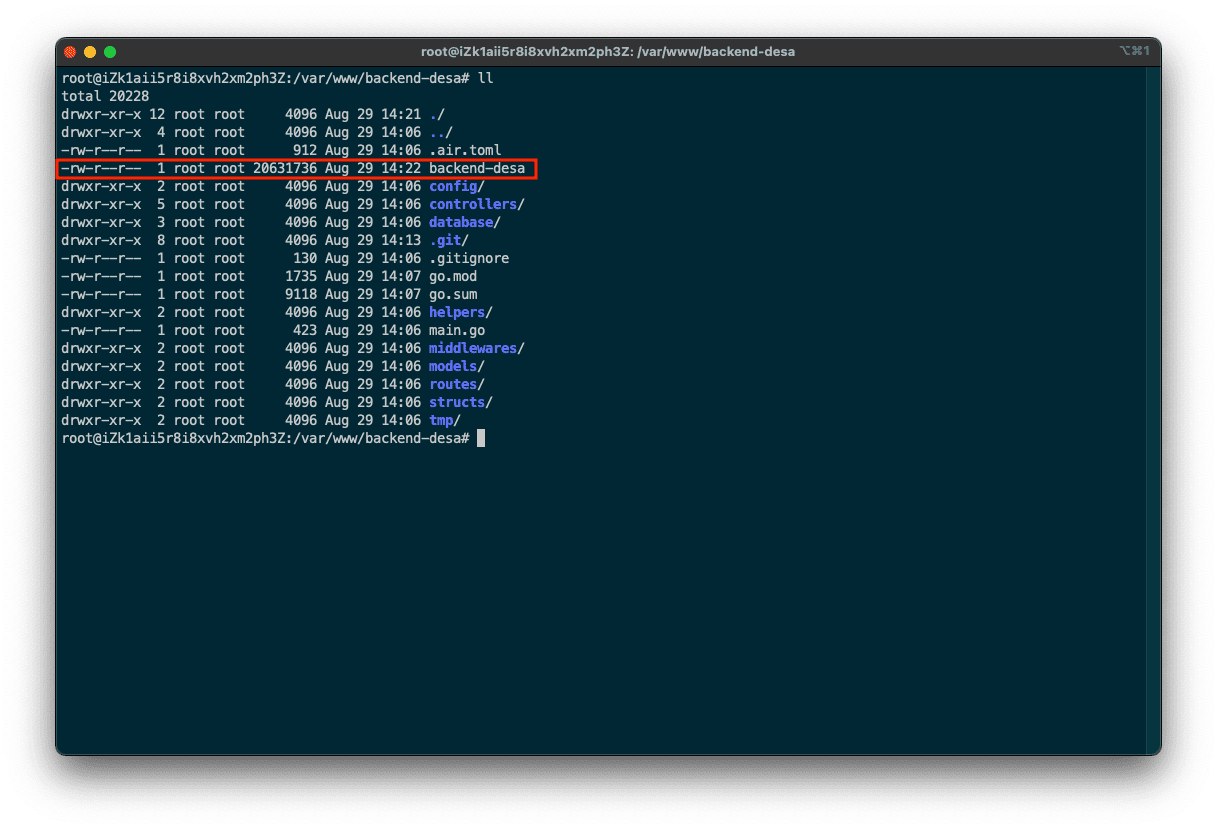 root@iZk1aii5r8i8xvh2xm2ph3Z: /var/www/backend-desa
⌥⌘1
root@iZk1aii5r8i8xvh2xm2ph3Z:/var/www/backend-desa# ll
total 20228
drwxr-xr-x 12 root root     4096 Aug 29 14:21 ./
drwxr-xr-x  4 root root     4096 Aug 29 14:06 ../
-rw-r--r--  1 root root      912 Aug 29 14:06 .air.toml
-rw-r--r--  1 root root 20631736 Aug 29 14:22 backend-desa
drwxr-xr-x  2 root root     4096 Aug 29 14:06 config/
drwxr-xr-x  5 root root     4096 Aug 29 14:06 controllers/
drwxr-xr-x  3 root root     4096 Aug 29 14:06 database/
drwxr-xr-x  8 root root     4096 Aug 29 14:13 .git/
-rw-r--r--  1 root root      130 Aug 29 14:06 .gitignore
-rw-r--r--  1 root root     1735 Aug 29 14:07 go.mod
-rw-r--r--  1 root root     9118 Aug 29 14:07 go.sum
drwxr-xr-x  2 root root     4096 Aug 29 14:06 helpers/
-rw-r--r--  1 root root      423 Aug 29 14:06 main.go
drwxr-xr-x  2 root root     4096 Aug 29 14:06 middlewares/
drwxr-xr-x  2 root root     4096 Aug 29 14:06 models/
drwxr-xr-x  2 root root     4096 Aug 29 14:06 routes/
drwxr-xr-x  2 root root     4096 Aug 29 14:06 structs/
drwxr-xr-x  2 root root     4096 Aug 29 14:06 tmp/
root@iZk1aii5r8i8xvh2xm2ph3Z:/var/www/backend-desa#